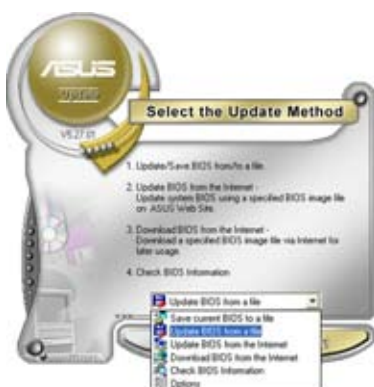 ASUS
Update
V5.27.01
Select the Update Method
1. Update/Save BIOS from/to a file.
2. Update BIOS from the Internet -
Update system BIOS using a specified BIOS image file
on ASUS Web Site.
3. Download BIOS from the Internet -
Download a specified BIOS image file via Internet for
later usage.
4. Check BIOS Information
Update BIOS from a file
Save current BIOS to a file
Update BIOS from a file
Update BIOS from the Internet
Download BIOS from the Internet
Check BIOS Information
Options